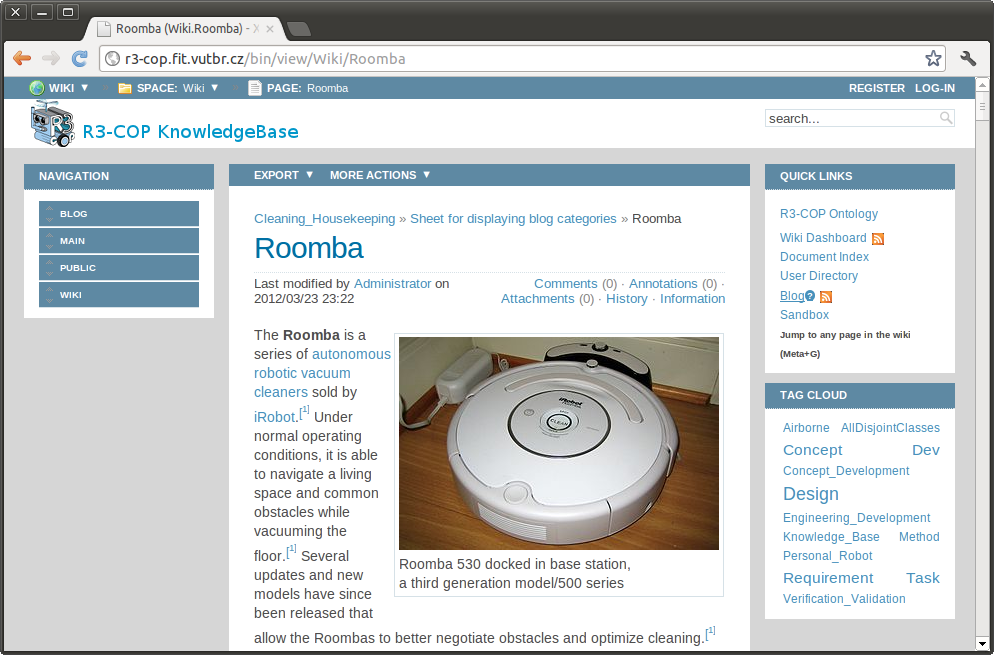 Roomba (Wiki.Roomba) - X
r3-cop.fit.vutbr.cz/bin/view/Wiki/Roomba
WIKI SPACE: Wiki PAGE: Roomba REGISTER LOG-IN
R3
R3-COP KnowledgeBase
search...
NAVIGATION
BLOG
MAIN
PUBLIC
WIKI
EXPORT MORE ACTIONS
Cleaning_Housekeeping » Sheet for displaying blog categories » Roomba
Roomba
Last modified by Administrator on
2012/03/23 23:22
Comments (0) · Annotations (0) ·
Attachments (0) · History · Information
The Roomba is a
series of autonomous
robotic vacuum
cleaners sold by
iRobot.[1] Under
normal operating
conditions, it is able
to navigate a living
space and common
obstacles while
vacuuming the
floor.[1] Several
updates and new
models have since
been released that
allow the Roombas to better negotiate obstacles and optimize cleaning.[1]
iRobot
CLEAN
Roomba 530 docked in base station,
a third generation model/500 series
QUICK LINKS
R3-COP Ontology
Wiki Dashboard
Document Index
User Directory
Blog?
Sandbox
Jump to any page in the wiki
(Meta+G)
TAG CLOUD
Airborne AllDisjointClasses
Concept Dev
Concept_Development
Design
Engineering_Development
Knowledge_Base Method
Personal_Robot
Requirement Task
Verification_Validation